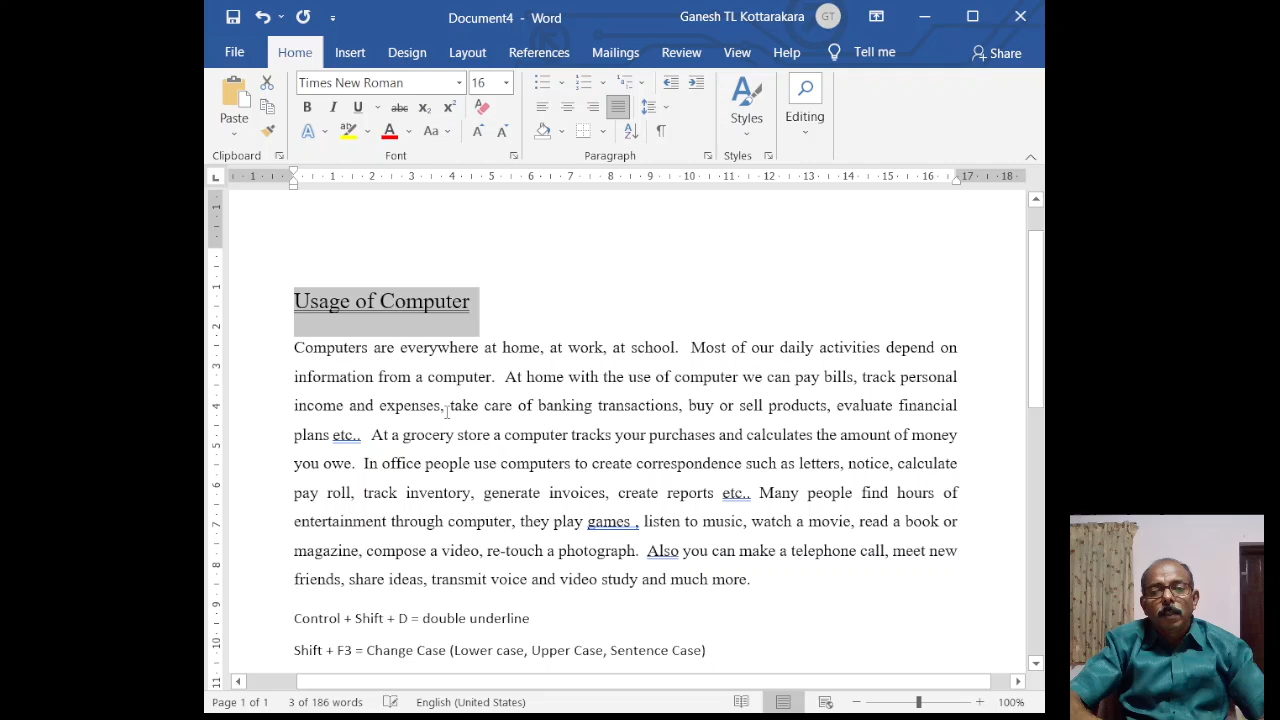 Document4 - Word
Ganesh TL Kottarakara
GT
File
Home
Insert
Design
Layout
References
Mailings
Review
View
Help
Tell me
Share
Times New Roman
16
Paste
Styles
Editing
Clipboard
Font
Paragraph
Styles
Usage of Computer
Computers are everywhere at home, at work, at school. Most of our daily activities depend on
information from a computer. At home with the use of computer we can pay bills, track personal
income and expenses, take care of banking transactions, buy or sell products, evaluate financial
plans etc.. At a grocery store a computer tracks your purchases and calculates the amount of money
you owe. In office people use computers to create correspondence such as letters, notice, calculate
pay roll, track inventory, generate invoices, create reports etc.. Many people find hours of
entertainment through computer, they play games , listen to music, watch a movie, read a book or
magazine, compose a video, re-touch a photograph. Also you can make a telephone call, meet new
friends, share ideas, transmit voice and video study and much more.
Control + Shift + D = double underline
Shift + F3 = Change Case (Lower case, Upper Case, Sentence Case)
Page 1 of 1
3 of 186 words
English (United States)
100%